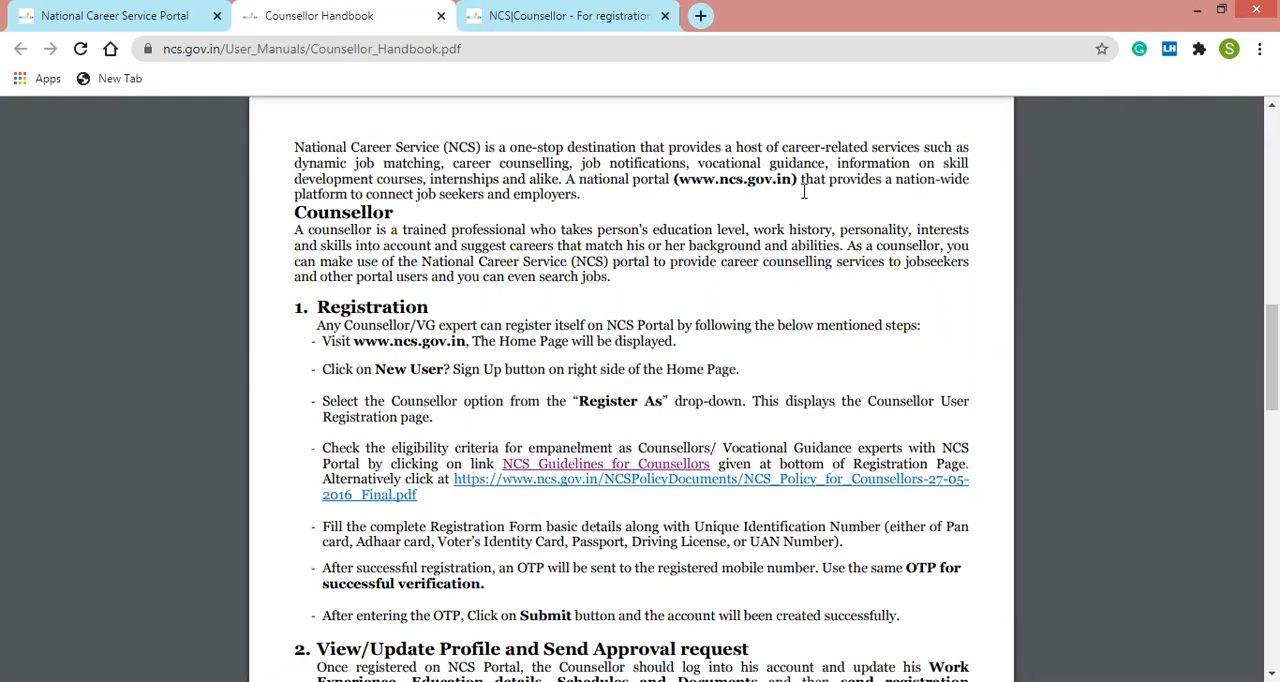 National Career Service Portal
Counsellor Handbook
NCS|Counsellor - For registration
ncs.gov.in/User_Manuals/Counsellor_Handbook.pdf
LH
S
Apps
New Tab
National Career Service (NCS) is a one-stop destination that provides a host of career-related services such as
dynamic job matching, career counselling, job notifications, vocational guidance, information on skill
development courses, internships and alike. A national portal (www.ncs.gov.in) that provides a nation-wide
platform to connect job seekers and employers.
Counsellor
A counsellor is a trained professional who takes person's education level, work history, personality, interests
and skills into account and suggest careers that match his or her background and abilities. As a counsellor, you
can make use of the National Career Service (NCS) portal to provide career counselling services to jobseekers
and other portal users and you can even search jobs.
1. Registration
Any Counsellor/VG expert can register itself on NCS Portal by following the below mentioned steps:
- Visit www.ncs.gov.in, The Home Page will be displayed.
- Click on New User? Sign Up button on right side of the Home Page.
- Select the Counsellor option from the “Register As” drop-down. This displays the Counsellor User
Registration page.
- Check the eligibility criteria for empanelment as Counsellors/ Vocational Guidance experts with NCS
Portal by clicking on link NCS Guidelines for Counsellors given at bottom of Registration Page.
Alternatively click at https://www.ncs.gov.in/NCSPolicyDocuments/NCS_Policy_for_Counsellors-27-05-
2016_Final.pdf
- Fill the complete Registration Form basic details along with Unique Identification Number (either of Pan
card, Adhaar card, Voter’s Identity Card, Passport, Driving License, or UAN Number).
- After successful registration, an OTP will be sent to the registered mobile number. Use the same OTP for
successful verification.
- After entering the OTP, Click on Submit button and the account will been created successfully.
2. View/Update Profile and Send Approval request
Once registered on NCS Portal, the Counsellor should log into his account and update his Work
Experience, Education details, Schedules and Documents and then send registration